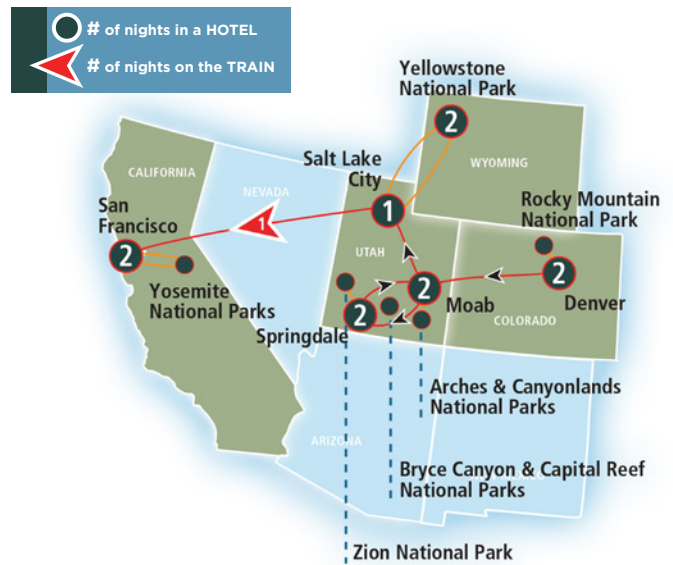 # of nights in a HOTEL
# of nights on the TRAIN
1
Yellowstone
National Park
2
WYOMING
CALIFORNIA
NEVADA
Salt Lake
City
1
Rocky Mountain
National Park
San
Francisco
2
1
UTAH
Yosemite
National Parks
2
Moab
2
Denver
COLORADO
Springdale
2
Arches & Canyonlands
National Parks
ARIZONA
Bryce Canyon & Capital Reef
National Parks
Zion National Park